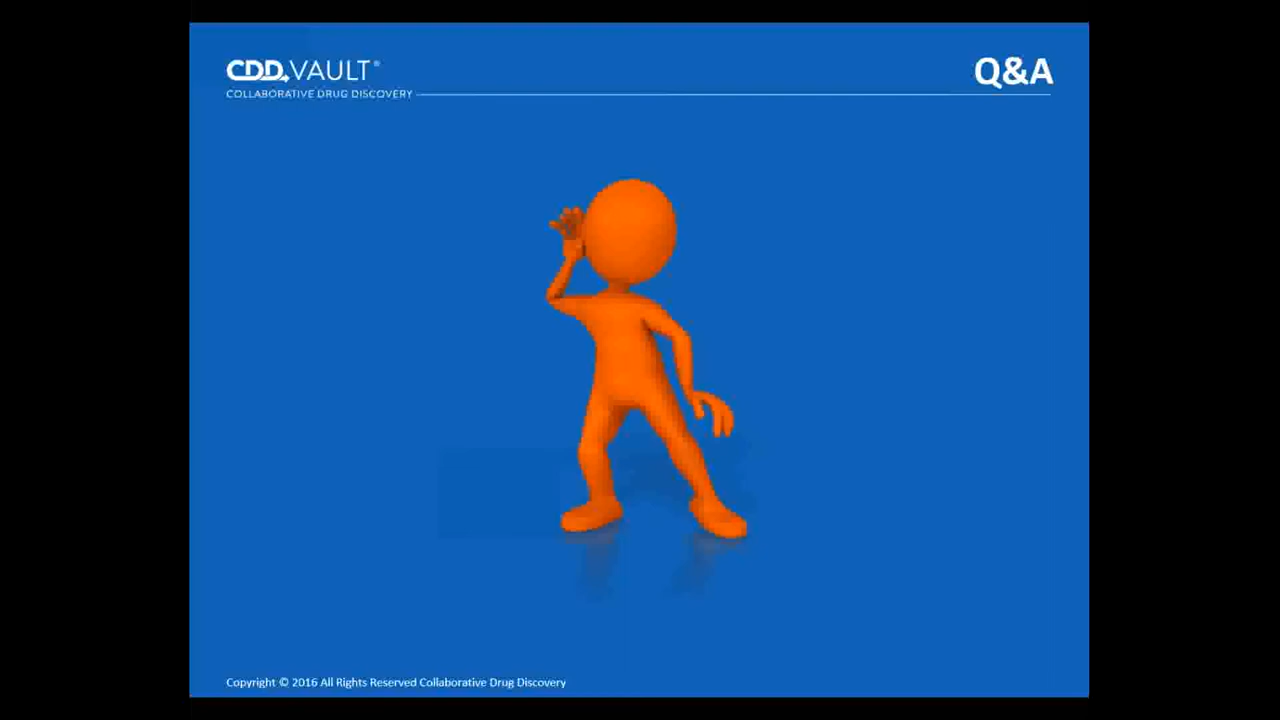 CDD VAULT®
Q&A
COLLABORATIVE DRUG DISCOVERY
Copyright © 2016 All Rights Reserved Collaborative Drug Discovery